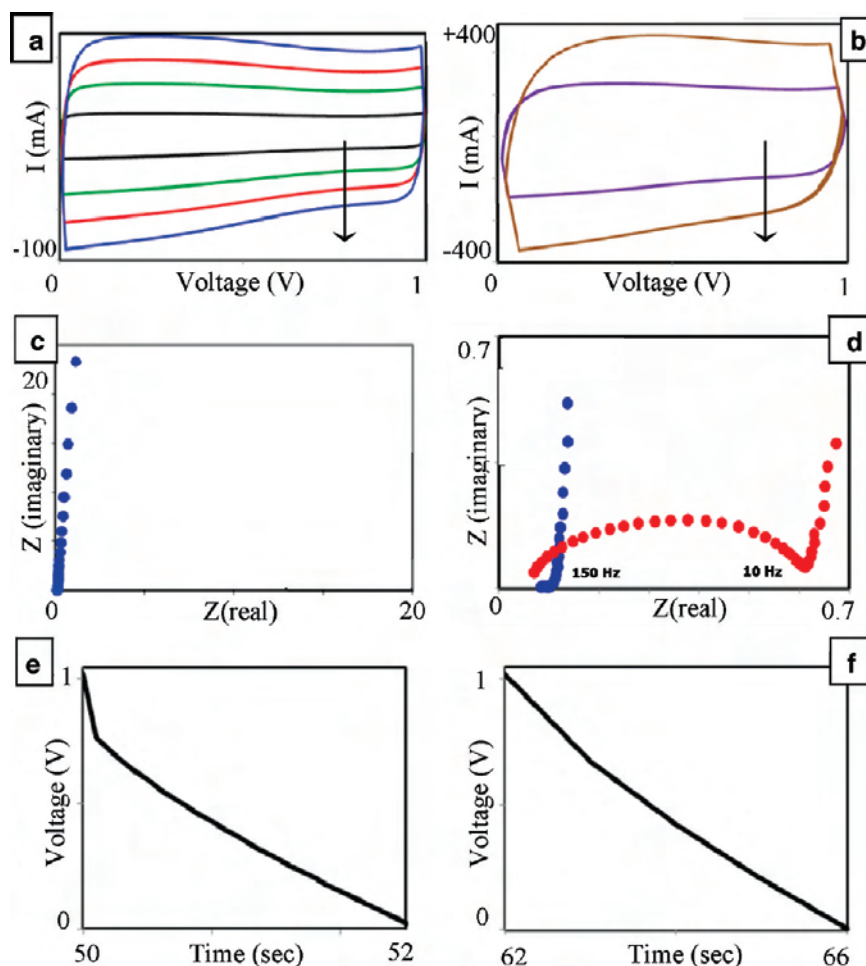 a
I (mA)
-100
0
Voltage (V)
1
b
+400
I (mA)
-400
0
Voltage (V)
1
c
20
Z (imaginary)
0
Z(real)
20
d
0.7
Z (imaginary)
150 Hz
10 Hz
0
Z(real)
0.7
e
1
Voltage (V)
0
50
Time (sec)
52
f
1
Voltage (V)
0
62
Time (sec)
66